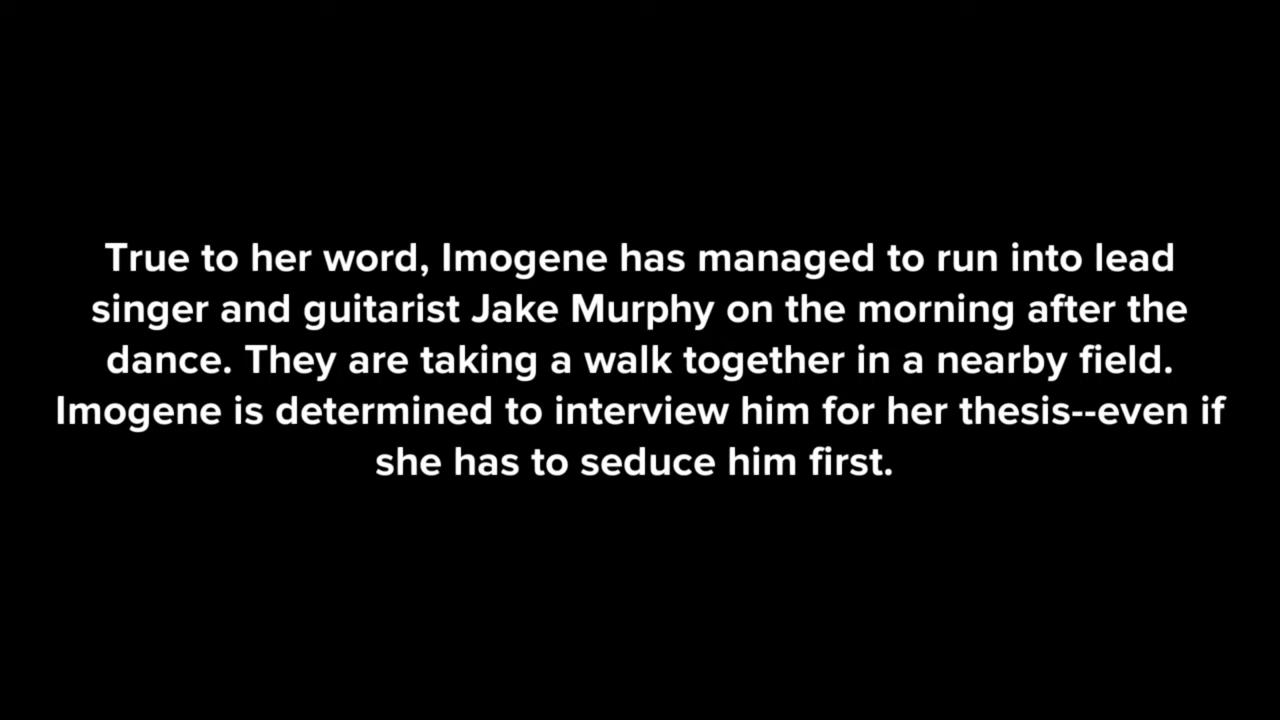 True to her word, Imogene has managed to run into lead
singer and guitarist Jake Murphy on the morning after the
dance. They are taking a walk together in a nearby field.
Imogene is determined to interview him for her thesis--even if
she has to seduce him first.